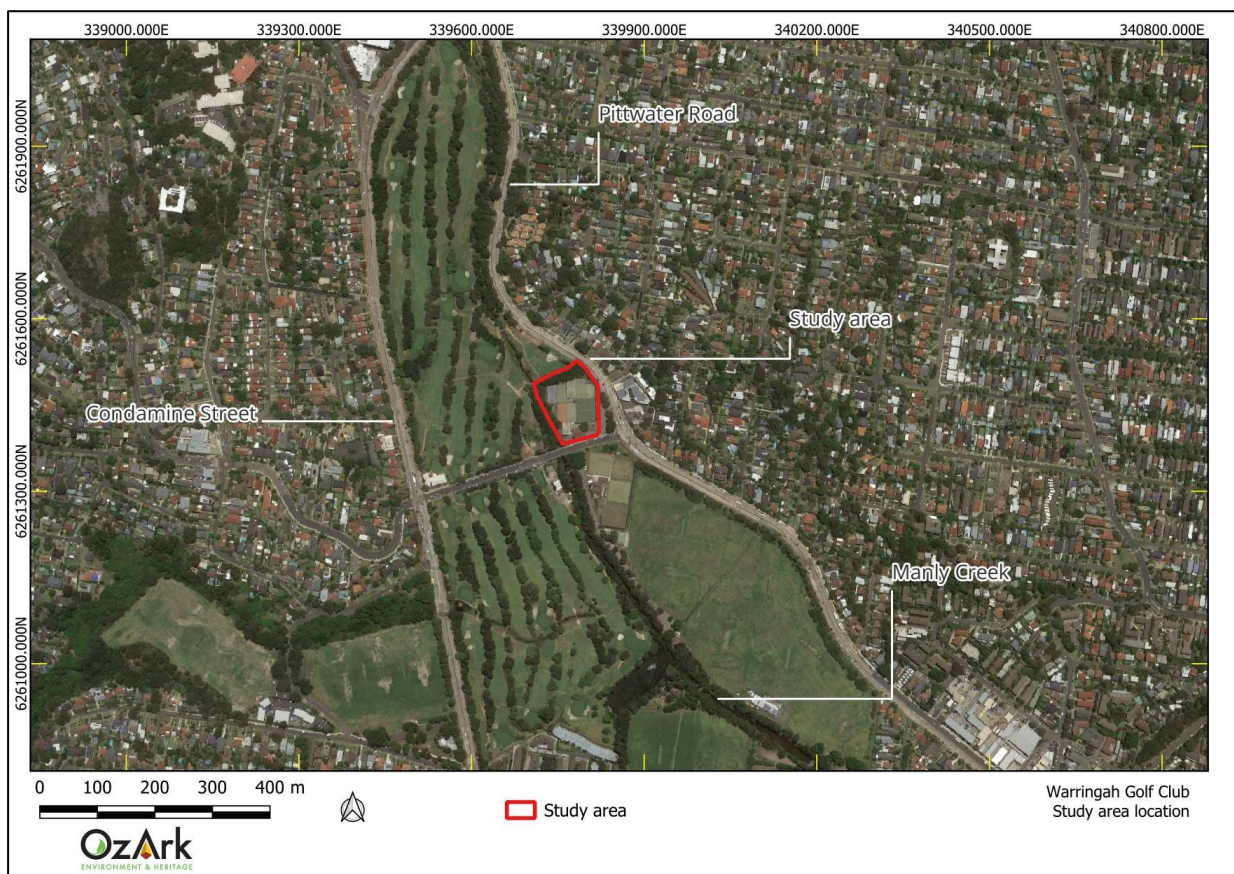 339000.000E
339300.000E
339600.000E
339900.000E
340200.000E
340500.000E
340800.000E
6261900.000N
6261600.000N
6261300.000N
6261000.000N
Pittwater Road
Study area
Condamine Street
Manly Creek
0 100 200 300 400 m
Study area
Warringah Golf Club
Study area location
OzArk
ENVIRONMENT & HERITAGE